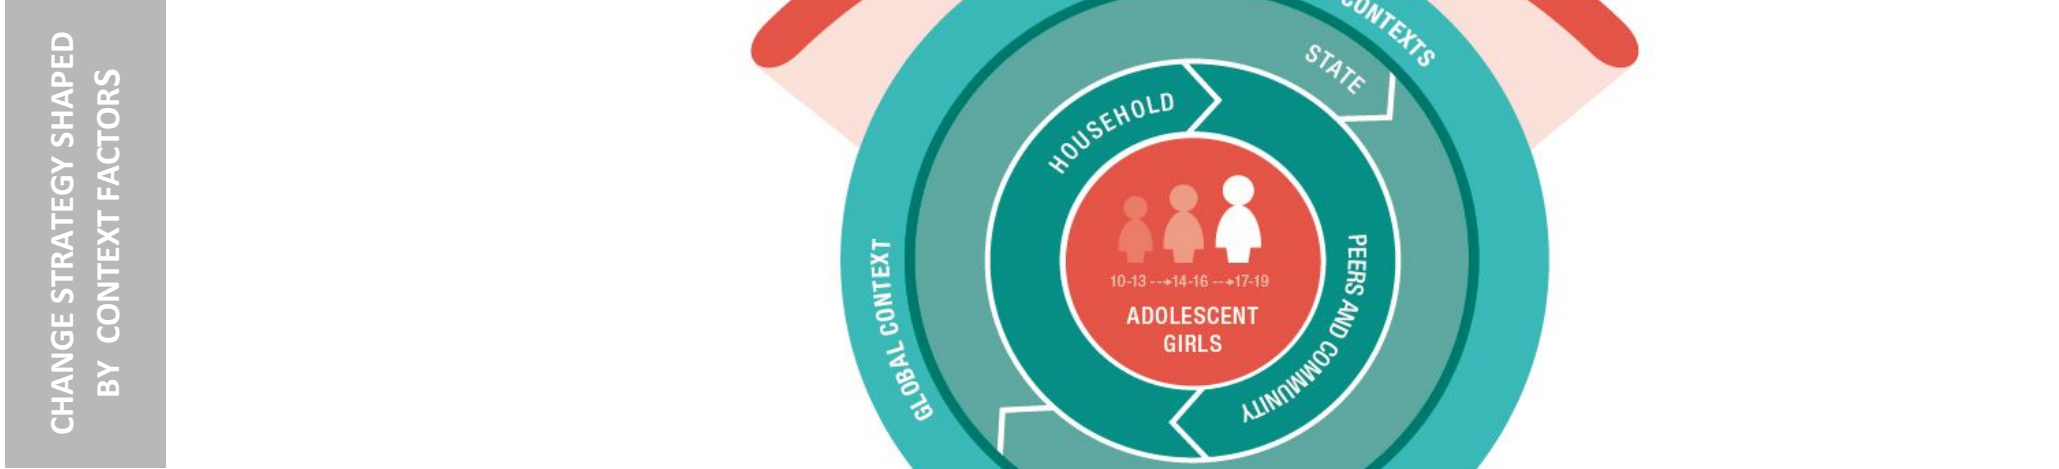 CHANGE STRATEGY SHAPED
BY CONTEXT FACTORS
CONTEXTS
STATE
HOUSEHOLD
GLOBAL CONTEXT
PEERS AND COMMUNITY
10-13 --→14-16 --→17-19
ADOLESCENT
GIRLS